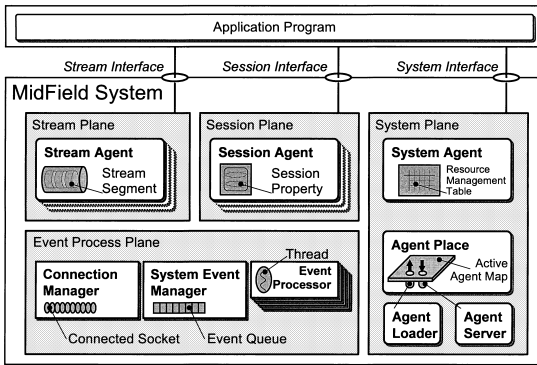 Application Program
Stream Interface
Session Interface
System Interface
MidField System
Stream Plane
Stream Agent
Stream
Segment
Session Plane
Session Agent
Session
Property
System Plane
System Agent
Resource
Management
Table
Agent Place
Active
Agent Map
Agent
Loader
Agent
Server
Event Process Plane
Connection
Manager
Connected Socket
System Event
Manager
Event Queue
Thread
Event
Processor